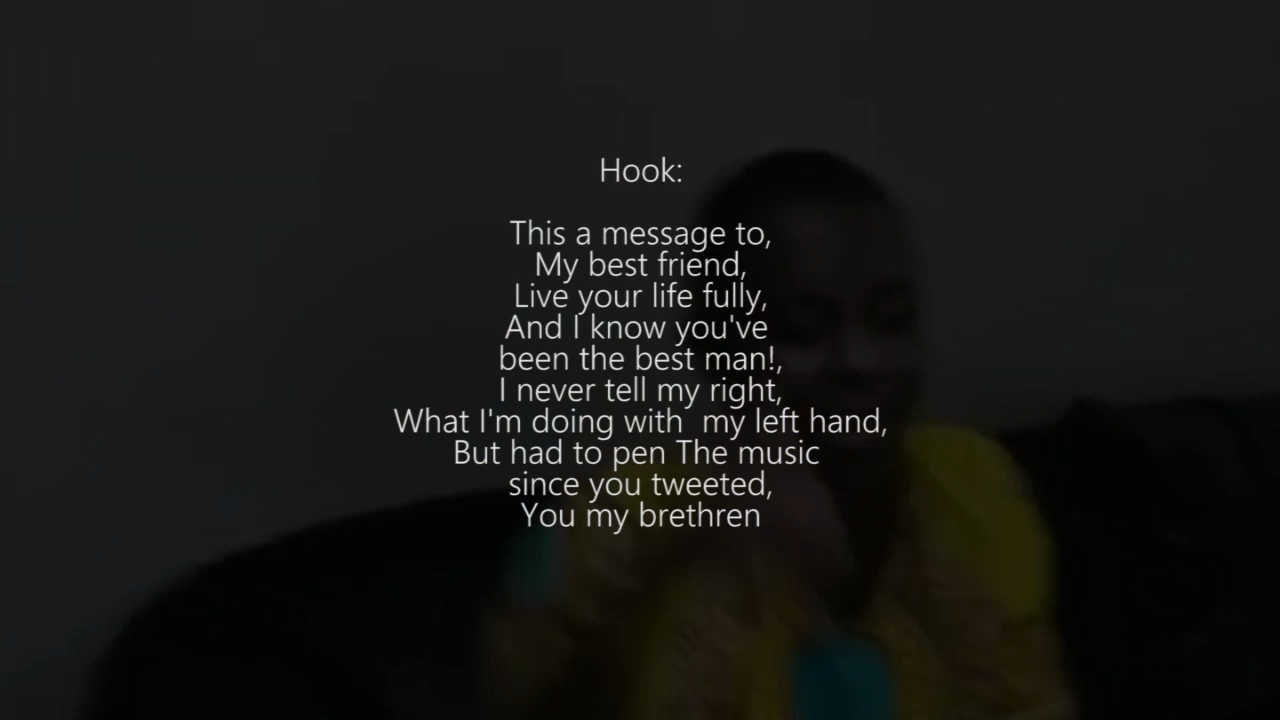 Hook:
This a message to,
My best friend,
Live your life fully,
And I know you've
been the best man!,
I never tell my right,
What I'm doing with  my left hand,
But had to pen The music
since you tweeted,
You my brethren